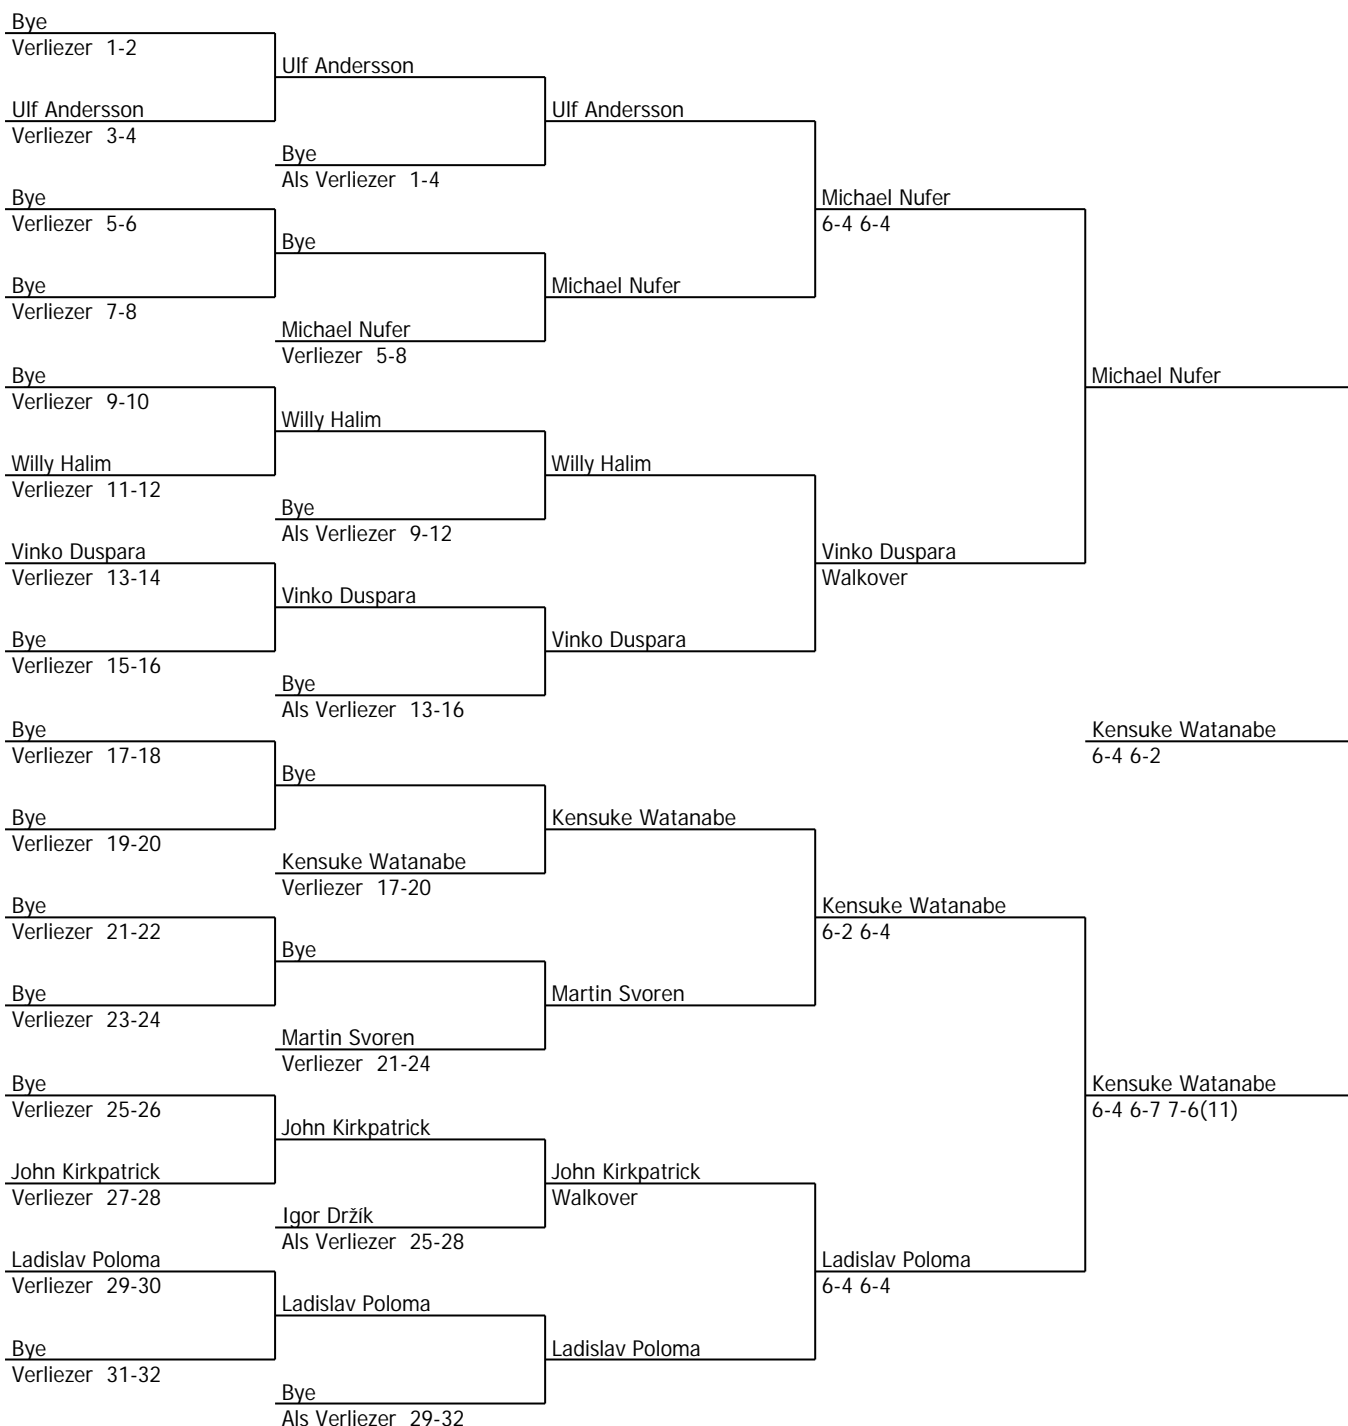 Bye
Verliezer 1-2
Ulf Andersson
Ulf Andersson
Verliezer 3-4
Ulf Andersson
Bye
Als Verliezer 1-4
Bye
Verliezer 5-6
Michael Nufer
6-4 6-4
Bye
Bye
Verliezer 7-8
Michael Nufer
Michael Nufer
Verliezer 5-8
Bye
Verliezer 9-10
Michael Nufer
Willy Halim
Willy Halim
Verliezer 11-12
Willy Halim
Bye
Als Verliezer 9-12
Vinko Duspara
Verliezer 13-14
Vinko Duspara
Walkover
Vinko Duspara
Bye
Verliezer 15-16
Vinko Duspara
Bye
Als Verliezer 13-16
Bye
Verliezer 17-18
Kensuke Watanabe
6-4 6-2
Bye
Bye
Verliezer 19-20
Kensuke Watanabe
Kensuke Watanabe
Verliezer 17-20
Bye
Verliezer 21-22
Kensuke Watanabe
6-2 6-4
Bye
Bye
Verliezer 23-24
Martin Svoren
Martin Svoren
Verliezer 21-24
Bye
Verliezer 25-26
Kensuke Watanabe
6-4 6-7 7-6(11)
John Kirkpatrick
John Kirkpatrick
Verliezer 27-28
John Kirkpatrick
Walkover
Igor Držík
Als Verliezer 25-28
Ladislav Poloma
Verliezer 29-30
Ladislav Poloma
6-4 6-4
Ladislav Poloma
Bye
Verliezer 31-32
Ladislav Poloma
Bye
Als Verliezer 29-32